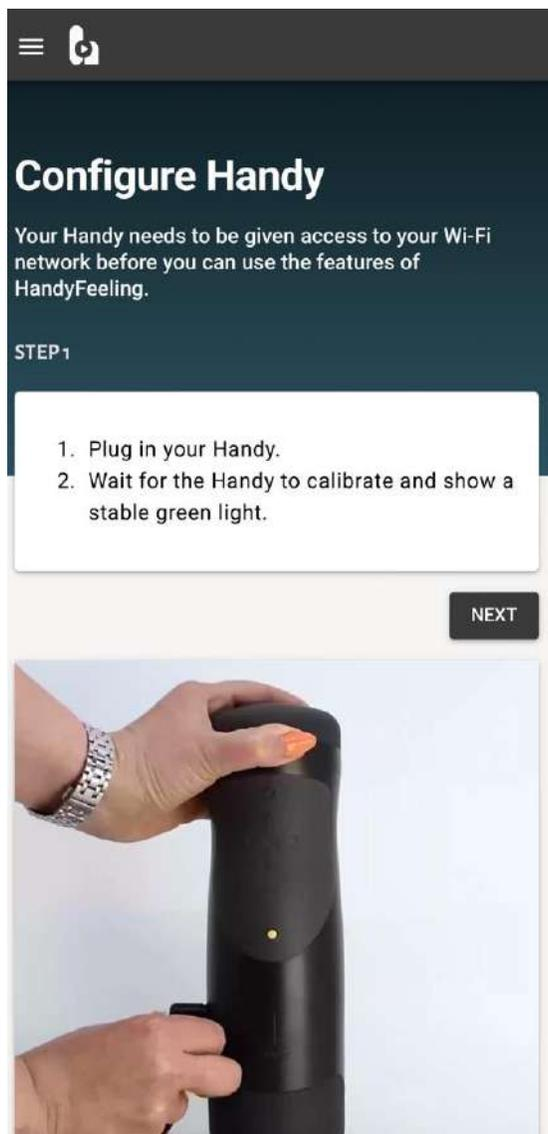 Configure Handy
Your Handy needs to be given access to your Wi-Fi
network before you can use the features of
HandyFeeling.
STEP 1
1. Plug in your Handy.
2. Wait for the Handy to calibrate and show a
stable green light.
NEXT